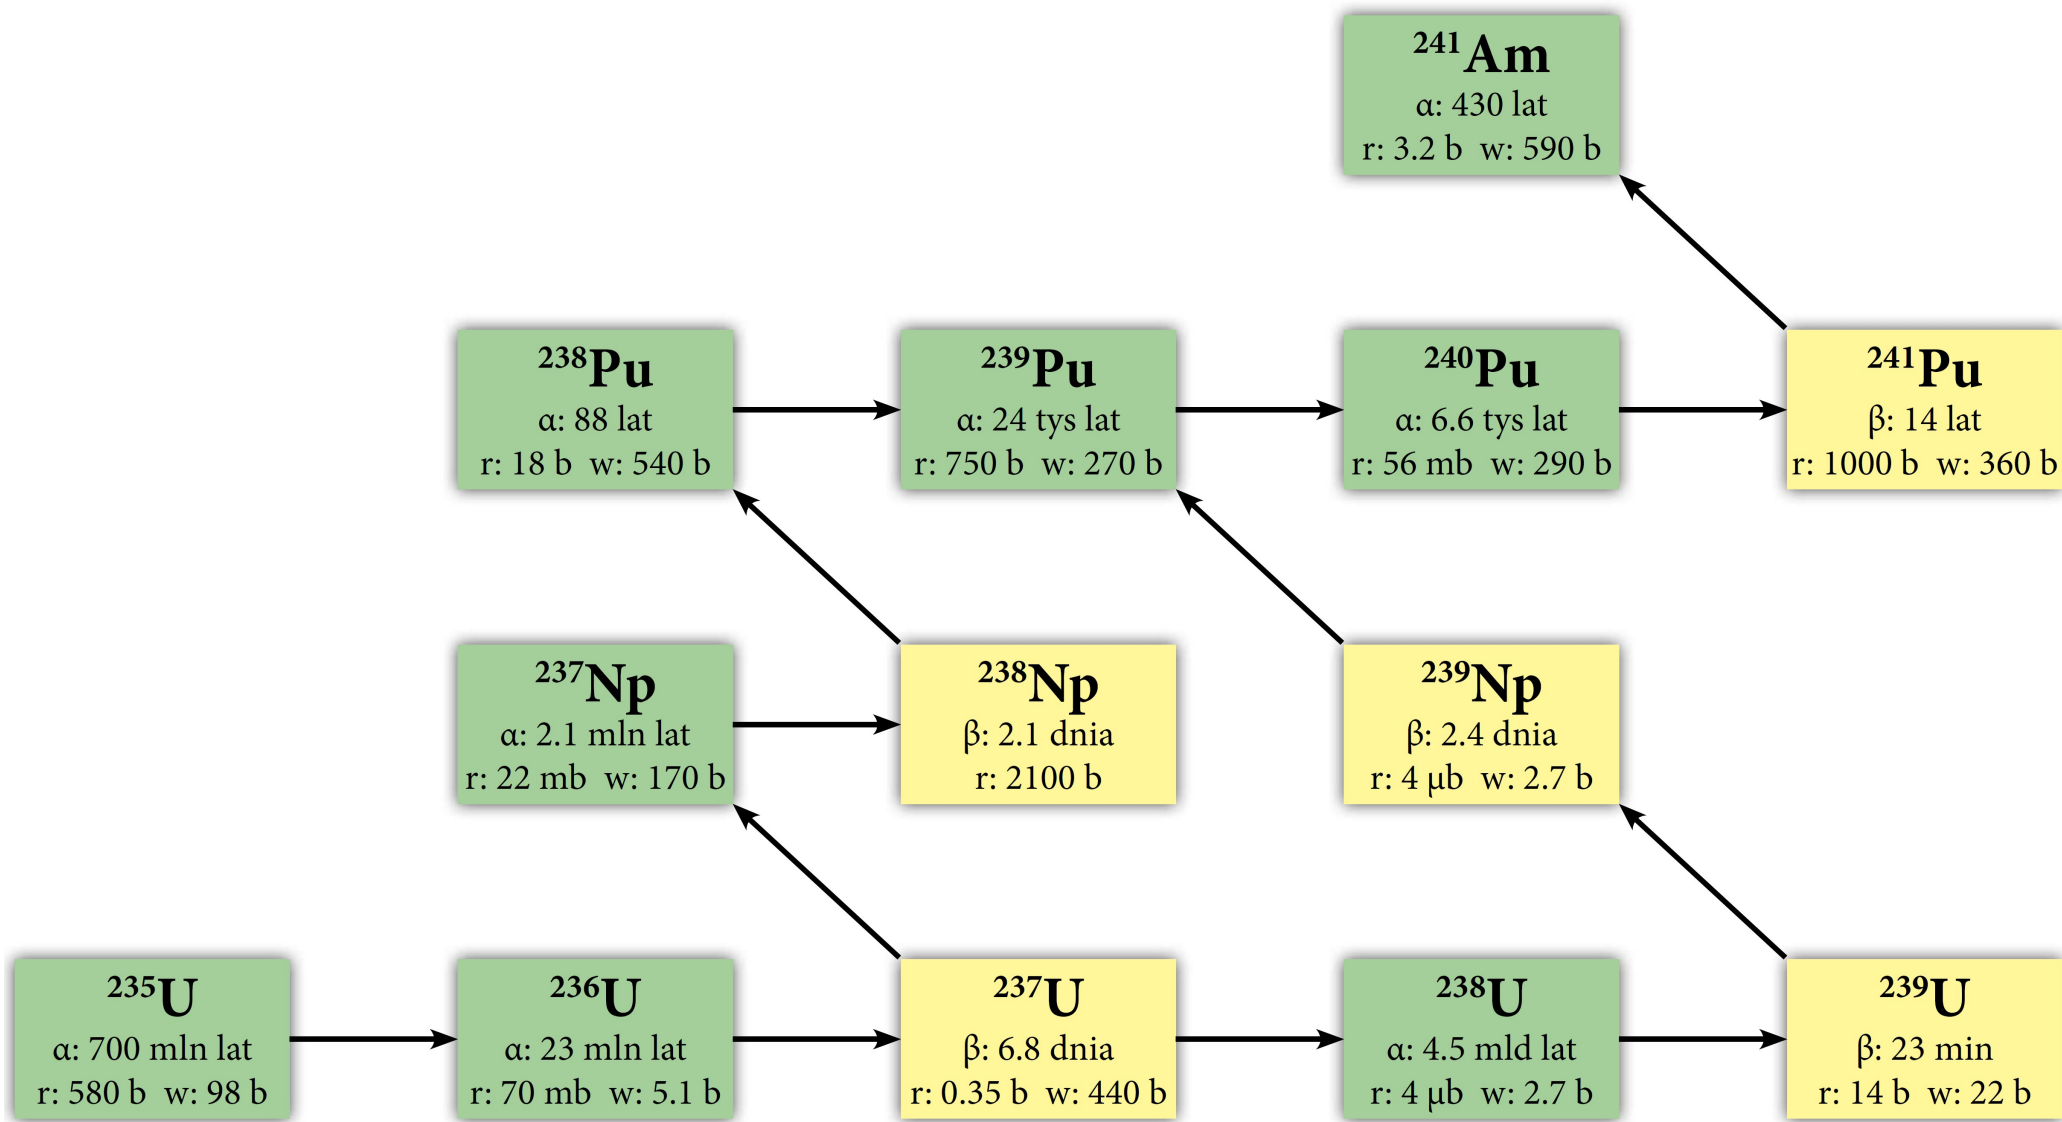 ²⁴¹Am
α: 430 lat
r: 3.2 b w: 590 b
²³⁸Pu
α: 88 lat
r: 18 b w: 540 b
²³⁹Pu
α: 24 tys lat
r: 750 b w: 270 b
²⁴⁰Pu
α: 6.6 tys lat
r: 56 mb w: 290 b
²⁴¹Pu
β: 14 lat
r: 1000 b w: 360 b
²³⁷Np
α: 2.1 mln lat
r: 22 mb w: 170 b
²³⁸Np
β: 2.1 dnia
r: 2100 b
²³⁹Np
β: 2.4 dnia
r: 4 μb w: 2.7 b
²³⁵U
α: 700 mln lat
r: 580 b w: 98 b
²³⁶U
α: 23 mln lat
r: 70 mb w: 5.1 b
²³⁷U
β: 6.8 dnia
r: 0.35 b w: 440 b
²³⁸U
α: 4.5 mld lat
r: 4 μb w: 2.7 b
²³⁹U
β: 23 min
r: 14 b w: 22 b